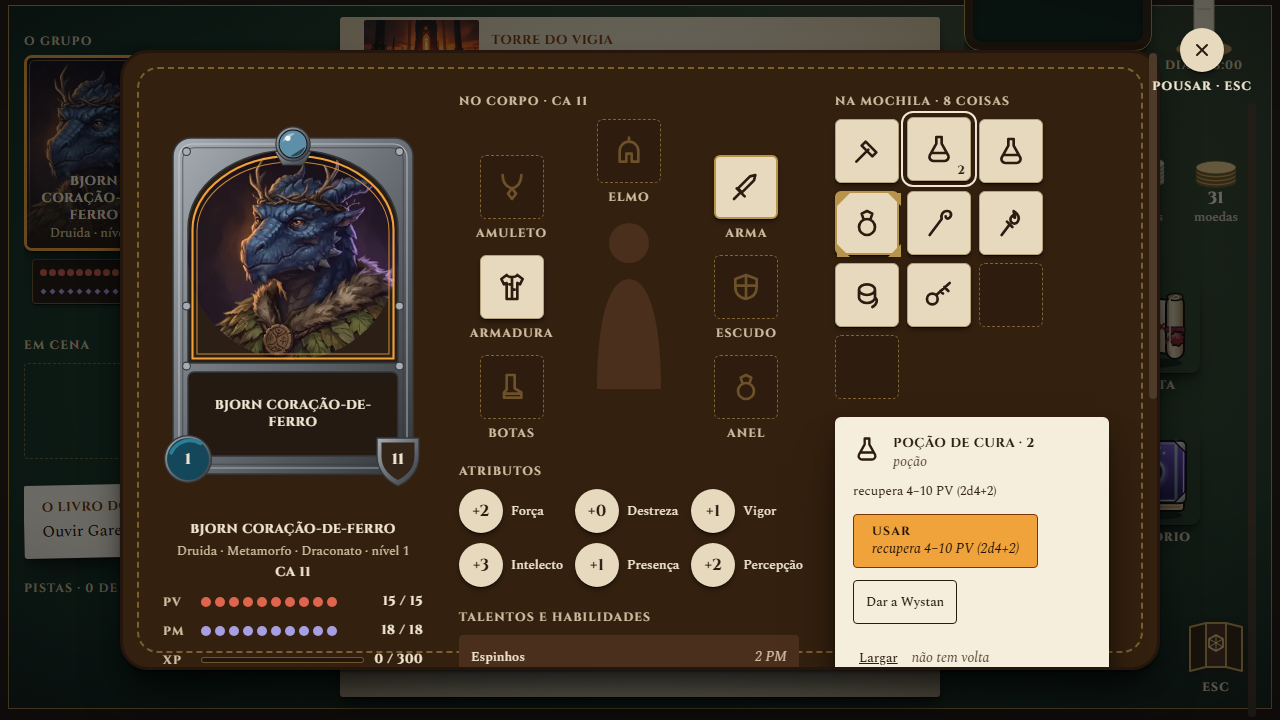 O GRUPO
BJORN
CORAÇÃO-
FERRO
Druida · nív
EM CENA
O LIVRO D
Ouvir Gare
PISTAS · 0 DE
TORRE DO VIGIA
BJORN CORAÇÃO-DE-
FERRO
1
11
BJORN CORAÇÃO-DE-FERRO
Druida · Metamorfo · Draconato · nível 1
CA 11
PV 15 / 15
PM 18 / 18
XP 0 / 300
NO CORPO · CA 11
ELMO
AMULETO
ARMA
ARMADURA
ESCUDO
BOTAS
ANEL
ATRIBUTOS
+2 Força
+0 Destreza
+1 Vigor
+3 Intelecto
+1 Presença
+2 Percepção
TALENTOS E HABILIDADES
Espinhos 2 PM
NA MOCHILA · 8 COISAS
2
POÇÃO DE CURA · 2
poção
recupera 4–10 PV (2d4+2)
USAR
recupera 4–10 PV (2d4+2)
Dar a Wystan
Largar não tem volta
POUSAR · ESC
31
moedas
ESC